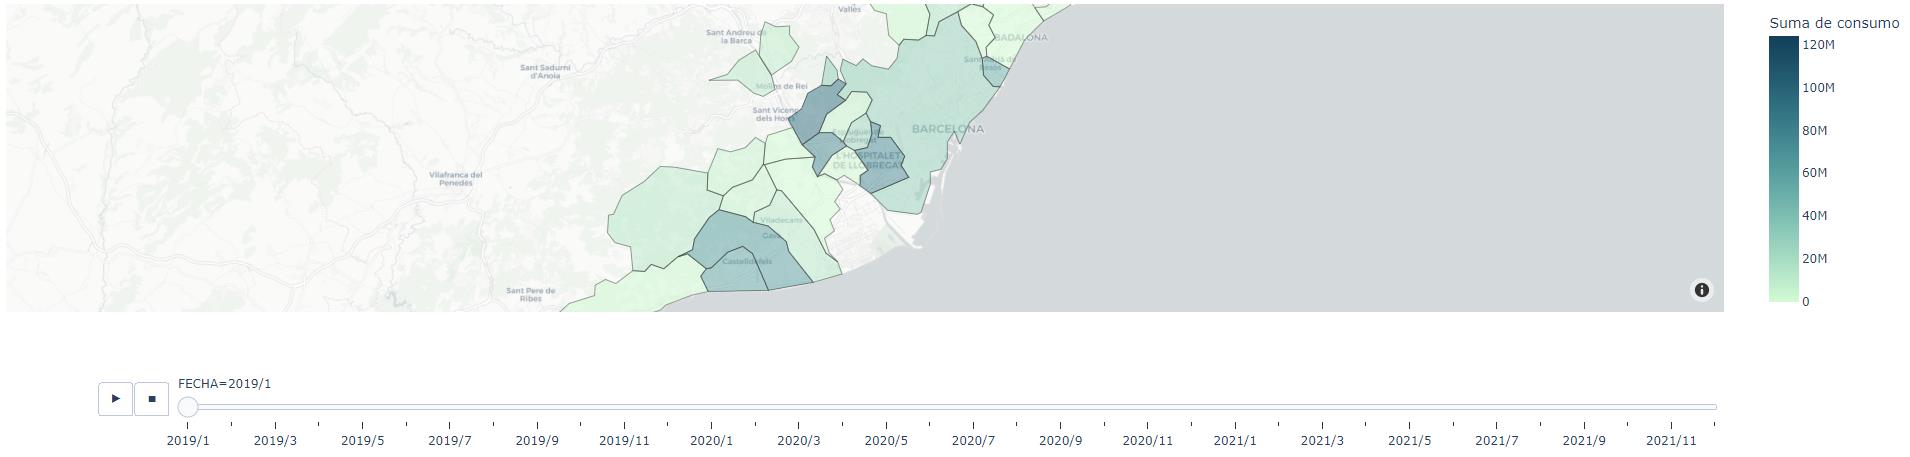 Vallès
Suma de consumo
Sant Andreu de
la Barca
BADALONA
120M
Sant Sadurní
d'Anoia
Sant Adrià de
Besòs
Molins de Rei
100M
Sant Vicenç
dels Horts
80M
Esplugues de
Llobregat
BARCELONA
L'HOSPITALET
DE LLOBREGAT
60M
Vilafranca del
Penedès
40M
Viladecans
Gavà
20M
Castelldefels
Sant Pere de
Ribes
0
FECHA=2019/1
2019/1 2019/3 2019/5 2019/7 2019/9 2019/11 2020/1 2020/3 2020/5 2020/7 2020/9 2020/11 2021/1 2021/3 2021/5 2021/7 2021/9 2021/11